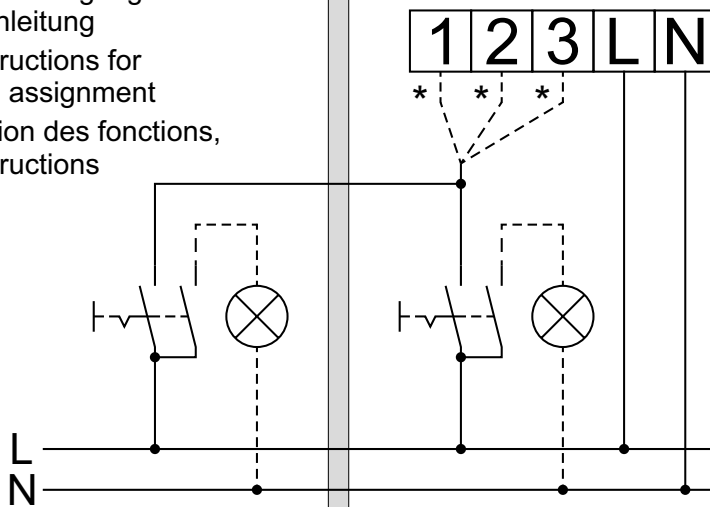 nleitung
ructions for
assignment
ion des fonctions,
ructions
1 2 3 L N
* * *
L
N